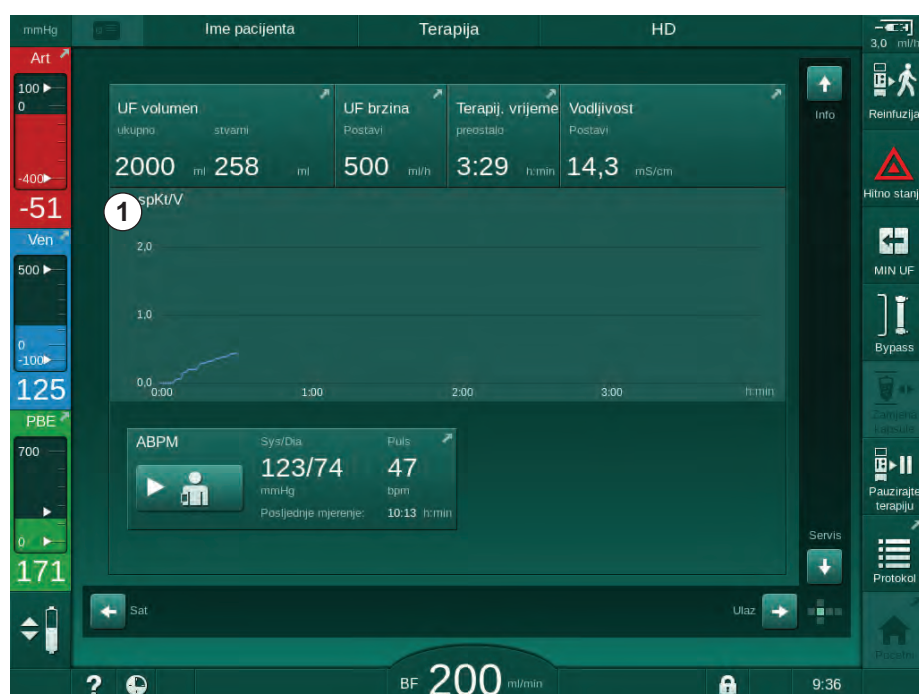 mmHg
Ime pacijenta
Terapija
HD
3,0 ml/h
Art
100
0
-400
-51
Ven
500
0
-100
125
PBE
700
0
171
UF volumen
ukupno stvarni
2000 ml 258 ml
UF brzina
Postavi
500 ml/h
Terapij. vrijeme
preostalo
3:29 h:min
Vodljivost
Postavi
14,3 mS/cm
1
spKt/V
2,0
1,0
0,0
0:00 1:00 2:00 3:00 h:min
ABPM
Sys/Dia
123/74
mmHg
Puls
47
bpm
Posljednje mjerenje: 10:13 h:min
Sat
Ulaz
Info
Servis
Reinfuzija
Hitno stanj
MIN UF
Bypass
Zamjena
kapsule
Pauzirajte
terapiju
Protokol
?
BF 200 ml/min
9:36